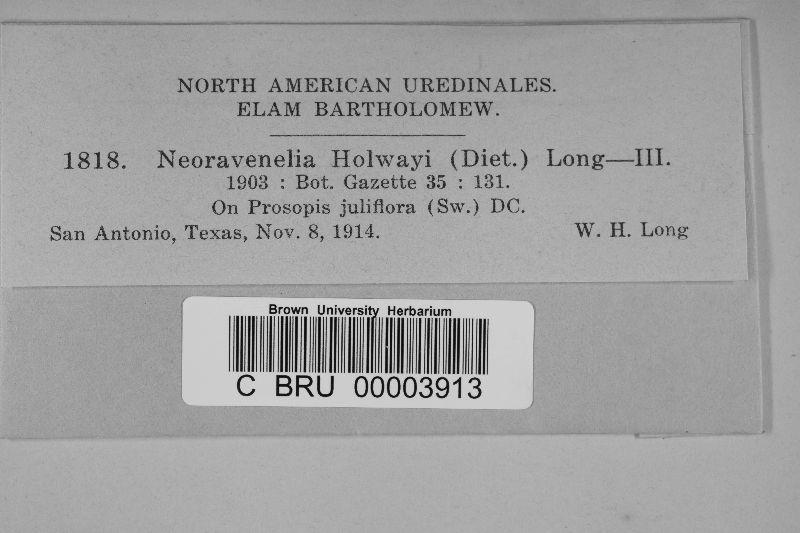 NORTH AMERICAN UREDINALES.
ELAM BARTHOLOMEW.
1818. Neoravenelia Holwayi (Diet.) Long—III.
1903 : Bot. Gazette 35 : 131.
On Prosopis juliflora (Sw.) DC.
San Antonio, Texas, Nov. 8, 1914. W. H. Long
Brown University Herbarium
C BRU 00003913